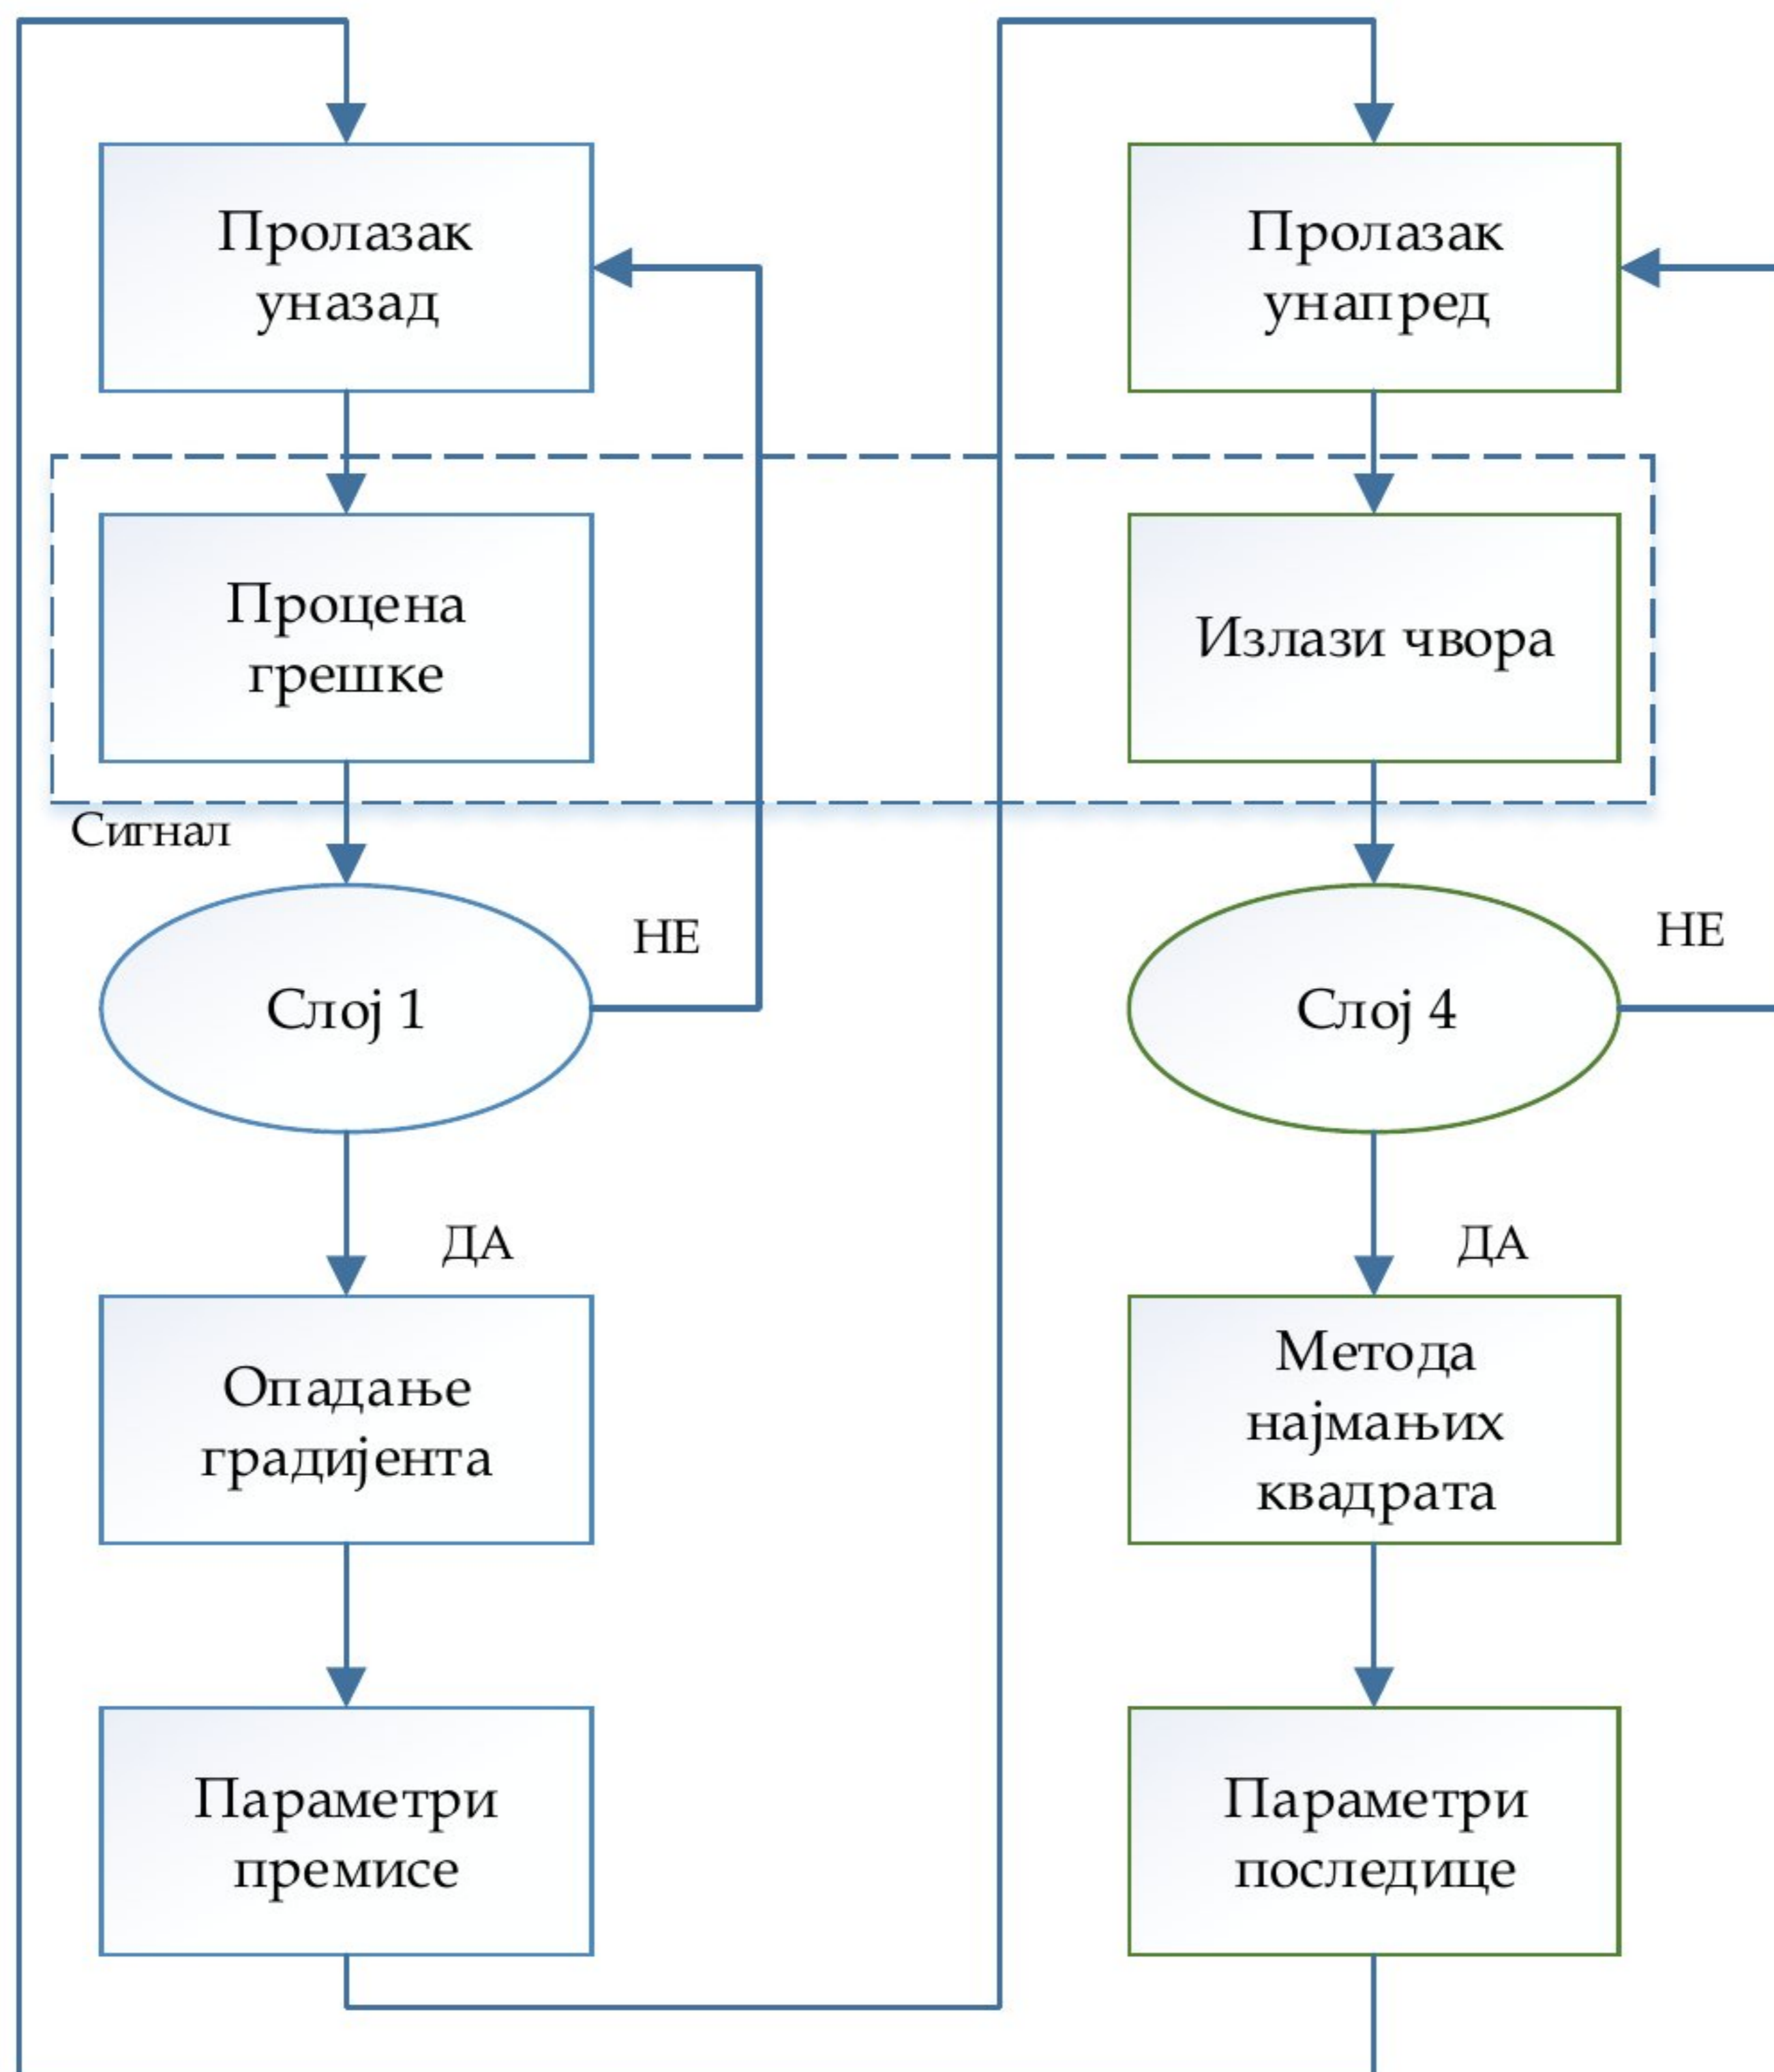 Пролазак
уназад
Процена
грешке
Сигнал
Слој 1
НЕ
ДА
Опадање
градијента
Параметри
премисе
Пролазак
унапред
Излази чвора
Слој 4
НЕ
ДА
Метода
најмањих
квадрата
Параметри
последице